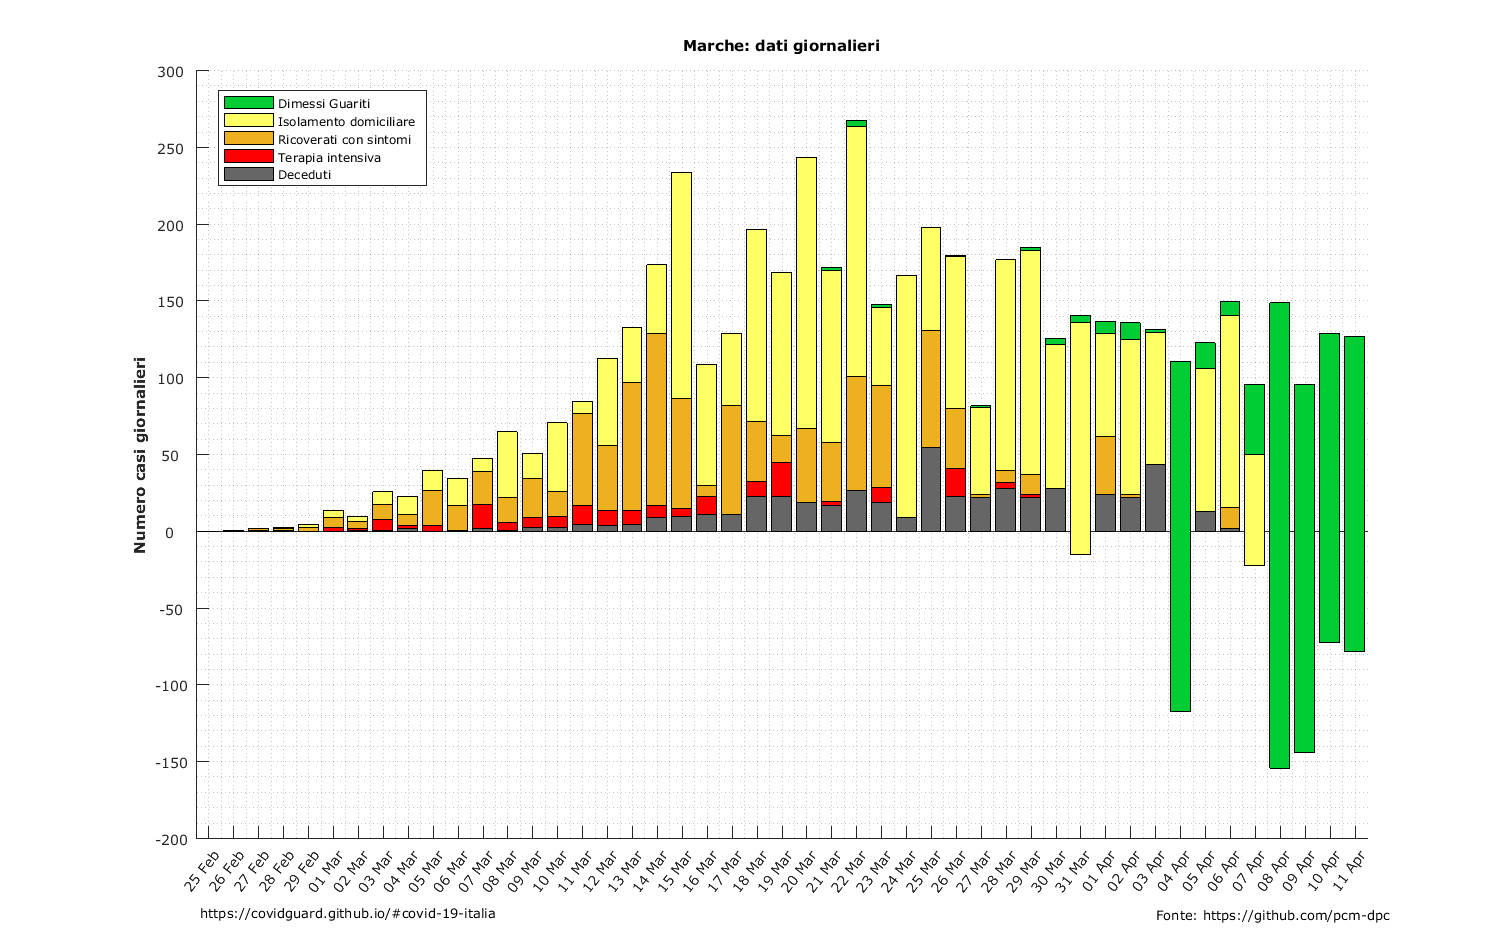 Marche: dati giornalieri
300
250
200
150
100
50
0
-50
-100
-150
-200
Numero casi giornalieri
Dimessi Guariti
Isolamento domiciliare
Ricoverati con sintomi
Terapia intensiva
Deceduti
25 Feb
26 Feb
27 Feb
28 Feb
29 Feb
01 Mar
02 Mar
03 Mar
04 Mar
05 Mar
06 Mar
07 Mar
08 Mar
09 Mar
10 Mar
11 Mar
12 Mar
13 Mar
14 Mar
15 Mar
16 Mar
17 Mar
18 Mar
19 Mar
20 Mar
21 Mar
22 Mar
23 Mar
24 Mar
25 Mar
26 Mar
27 Mar
28 Mar
29 Mar
30 Mar
31 Mar
01 Apr
02 Apr
03 Apr
04 Apr
05 Apr
06 Apr
07 Apr
08 Apr
09 Apr
10 Apr
11 Apr
https://covidguard.github.io/#covid-19-italia
Fonte: https://github.com/pcm-dpc